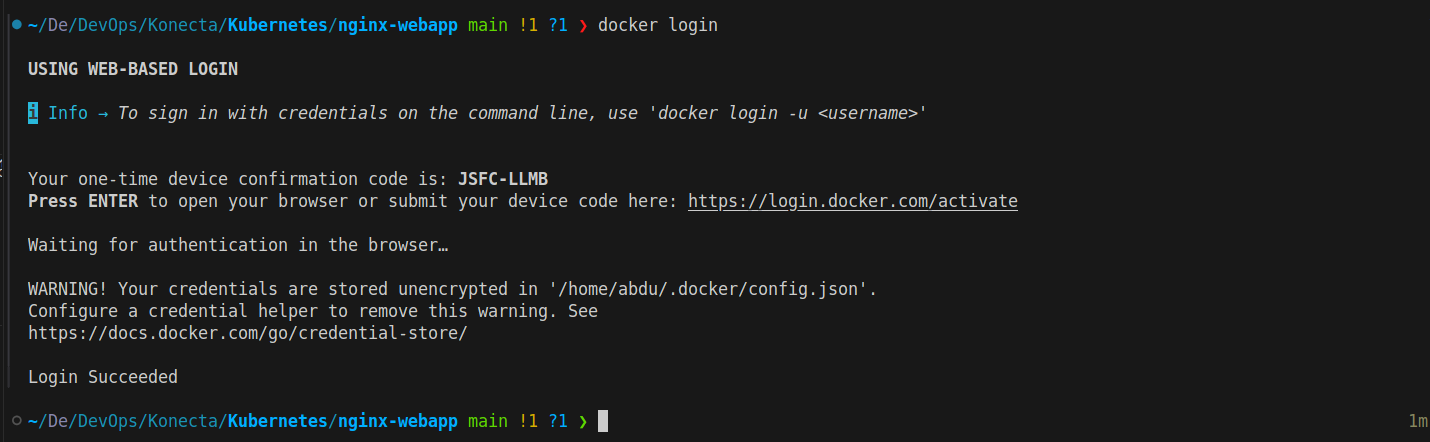 ~/De/DevOps/Konecta/Kubernetes/nginx-webapp main !1 ?1 ❯ docker login
USING WEB-BASED LOGIN
i Info → To sign in with credentials on the command line, use 'docker login -u <username>'
Your one-time device confirmation code is: JSFC-LLMB
Press ENTER to open your browser or submit your device code here: https://login.docker.com/activate
Waiting for authentication in the browser…
WARNING! Your credentials are stored unencrypted in '/home/abdu/.docker/config.json'.
Configure a credential helper to remove this warning. See
https://docs.docker.com/go/credential-store/
Login Succeeded
~/De/DevOps/Konecta/Kubernetes/nginx-webapp main !1 ?1 ❯ 1m